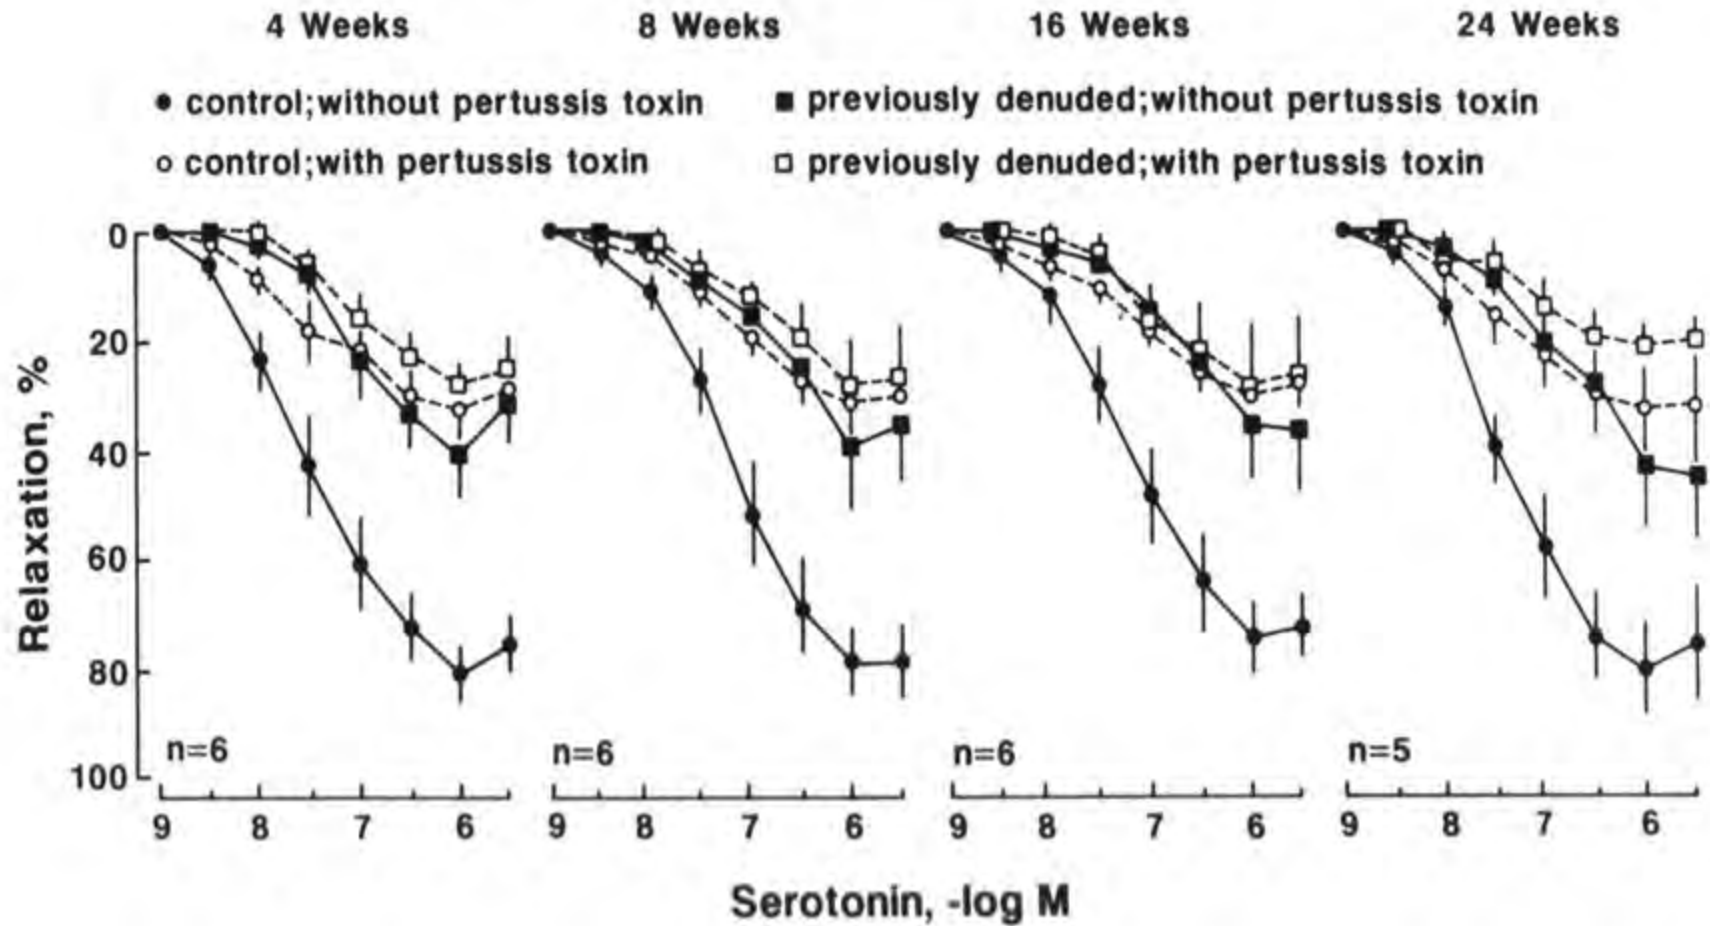 4 Weeks 8 Weeks 16 Weeks 24 Weeks
● control;without pertussis toxin ■ previously denuded;without pertussis toxin
○ control;with pertussis toxin □ previously denuded;with pertussis toxin
0
20
40
60
80
100
Relaxation, %
n=6 n=6 n=6 n=5
9 8 7 6 9 8 7 6 9 8 7 6 9 8 7 6
Serotonin, -log M